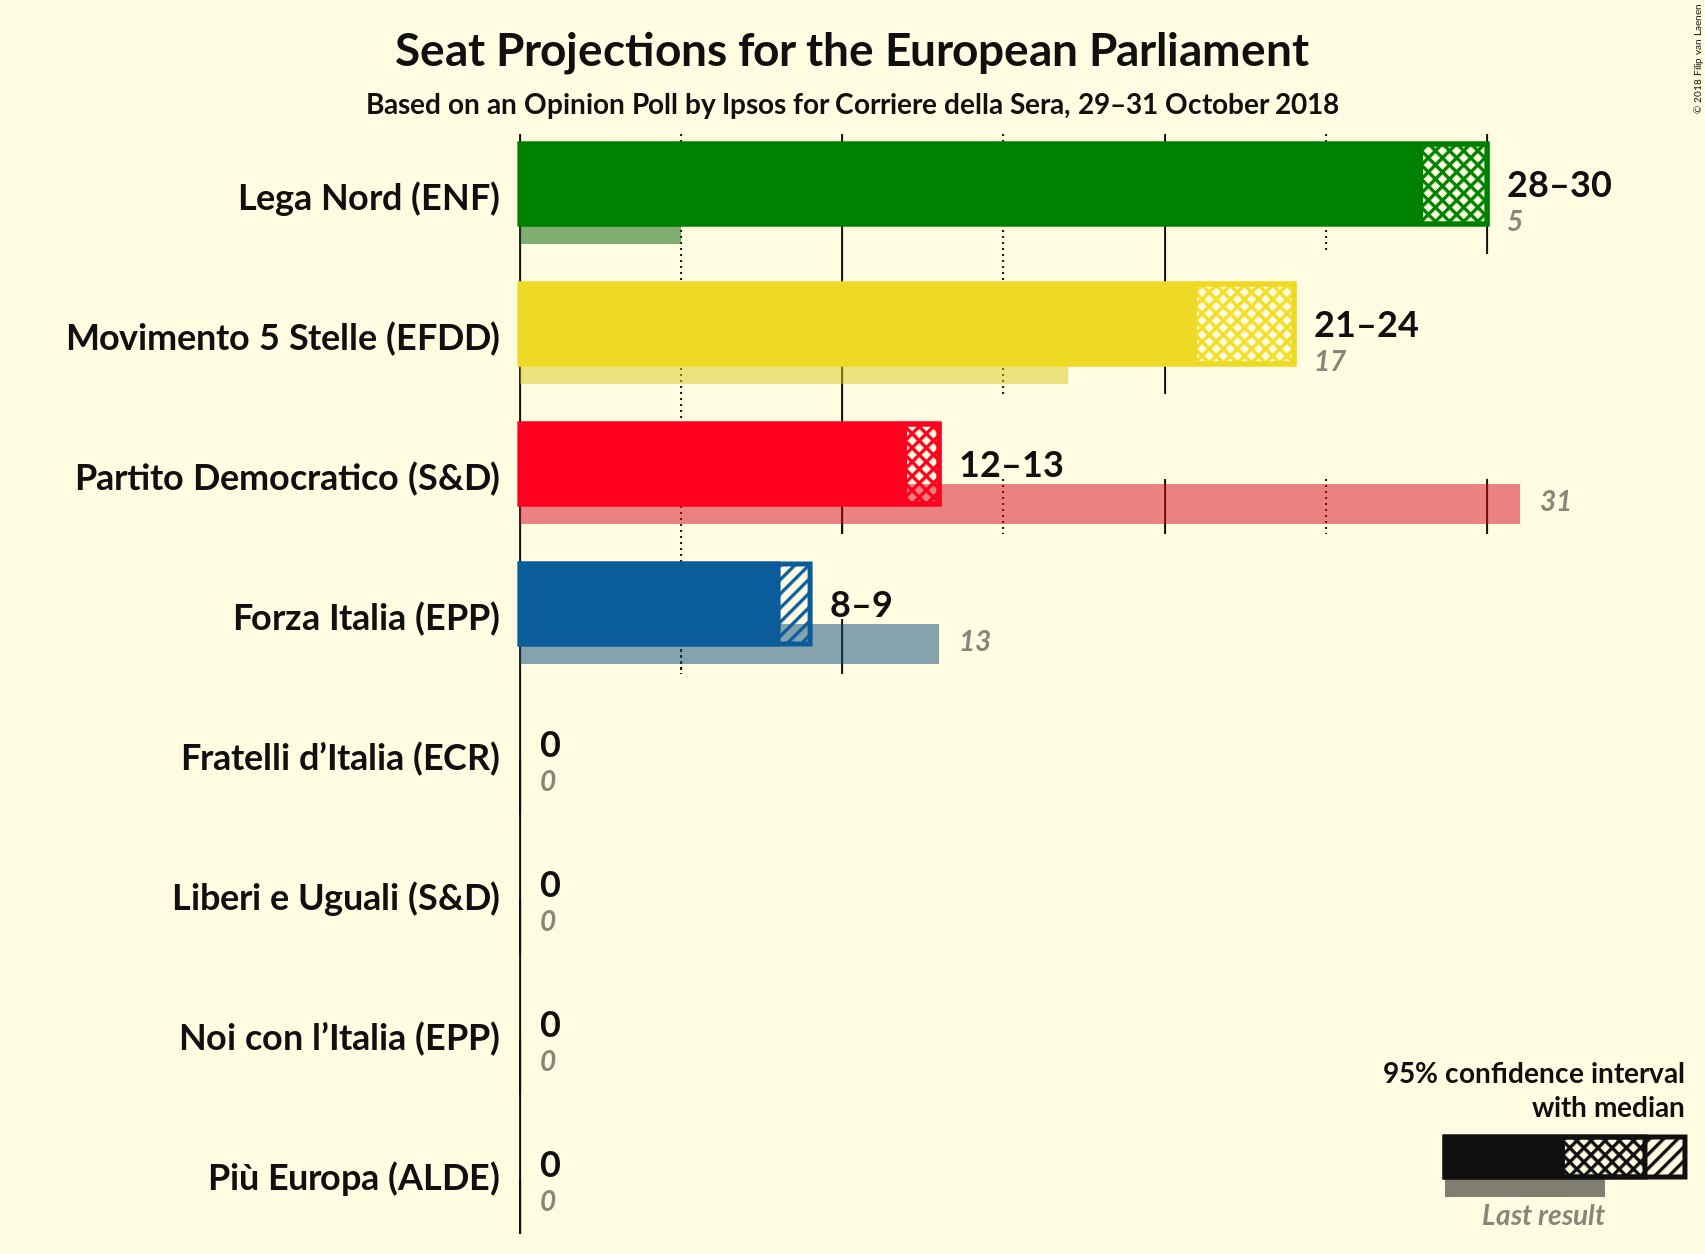 Seat Projections for the European Parliament
Based on an Opinion Poll by Ipsos for Corriere della Sera, 29–31 October 2018
© 2018 Filip van Laenen
Lega Nord (ENF)
28–30
5
Movimento 5 Stelle (EFDD)
21–24
17
Partito Democratico (S&D)
12–13
31
Forza Italia (EPP)
8–9
13
Fratelli d’Italia (ECR)
0
0
Liberi e Uguali (S&D)
0
0
Noi con l’Italia (EPP)
0
0
Più Europa (ALDE)
0
0
95% confidence interval
with median
Last result